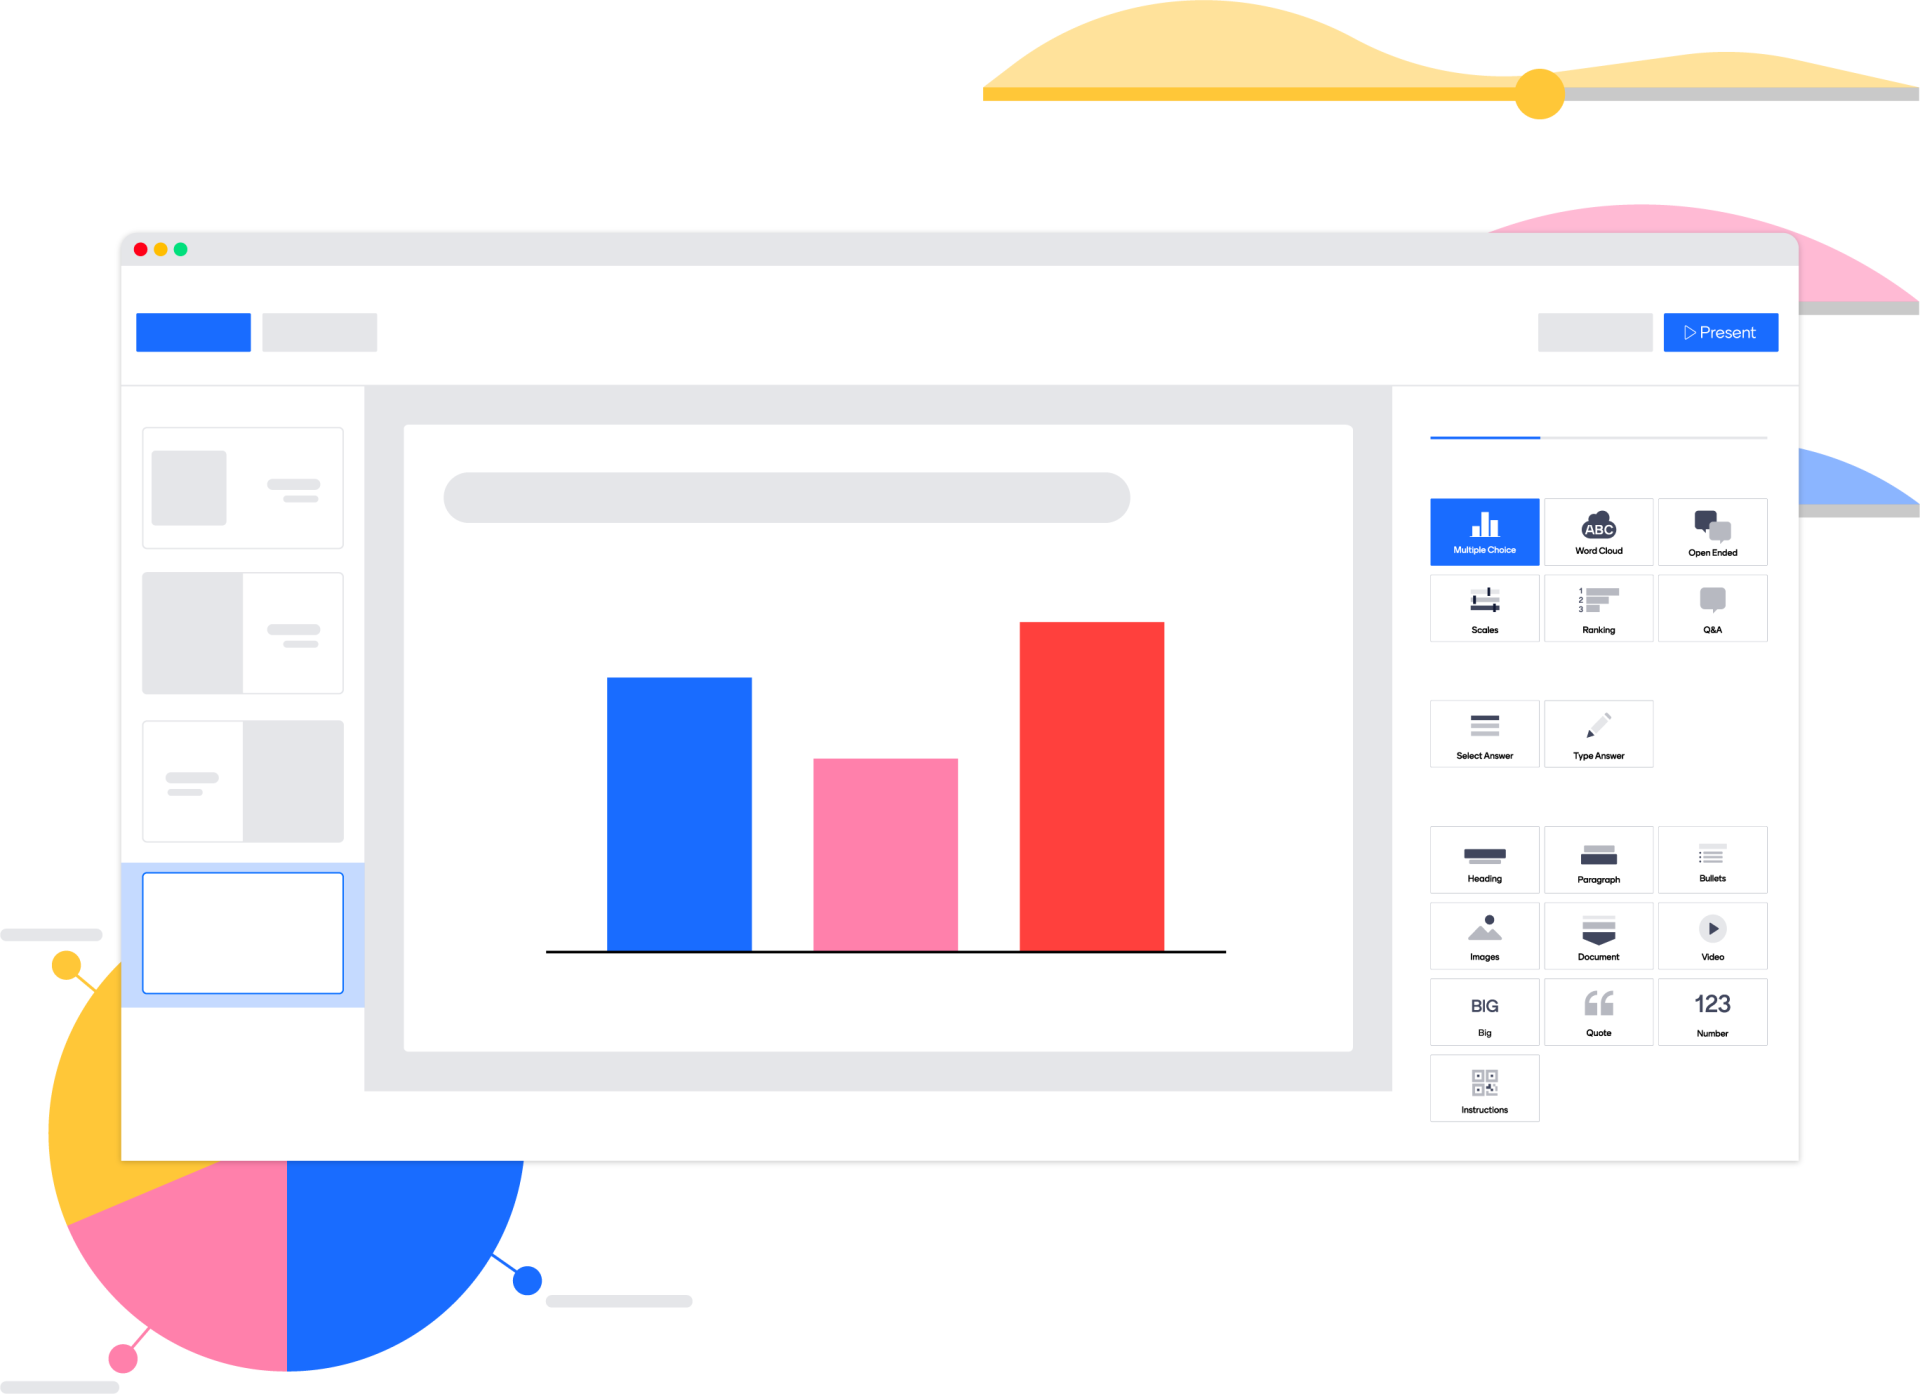 Present
Multiple Choice
ABC
Word Cloud
Open Ended
Scales
1
2
3
Ranking
Q&A
Select Answer
Type Answer
Heading
Paragraph
Bullets
Images
Document
Video
BIG
Big
Quote
123
Number
Instructions